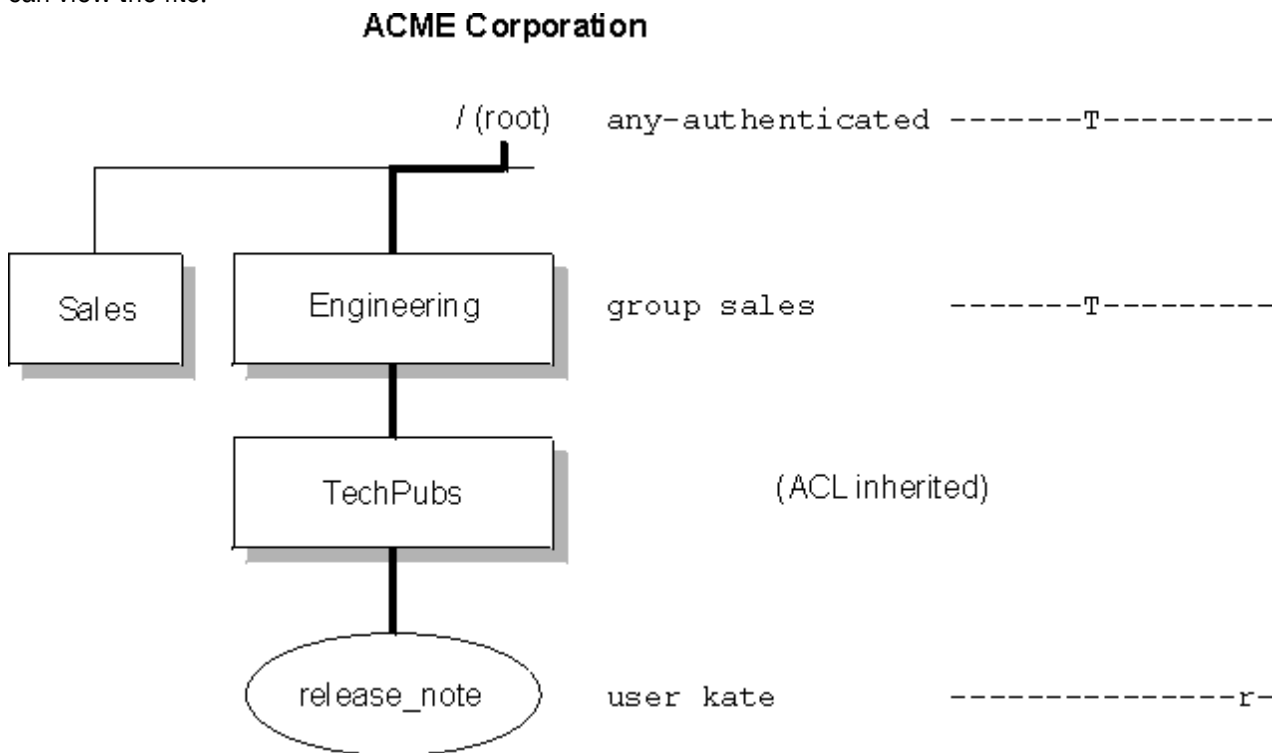 can view the file.
ACME Corporation
/ (root) any-authenticated -------T---------
Sales Engineering group sales -------T---------
TechPubs (ACL inherited)
release_note user kate ---------------r-